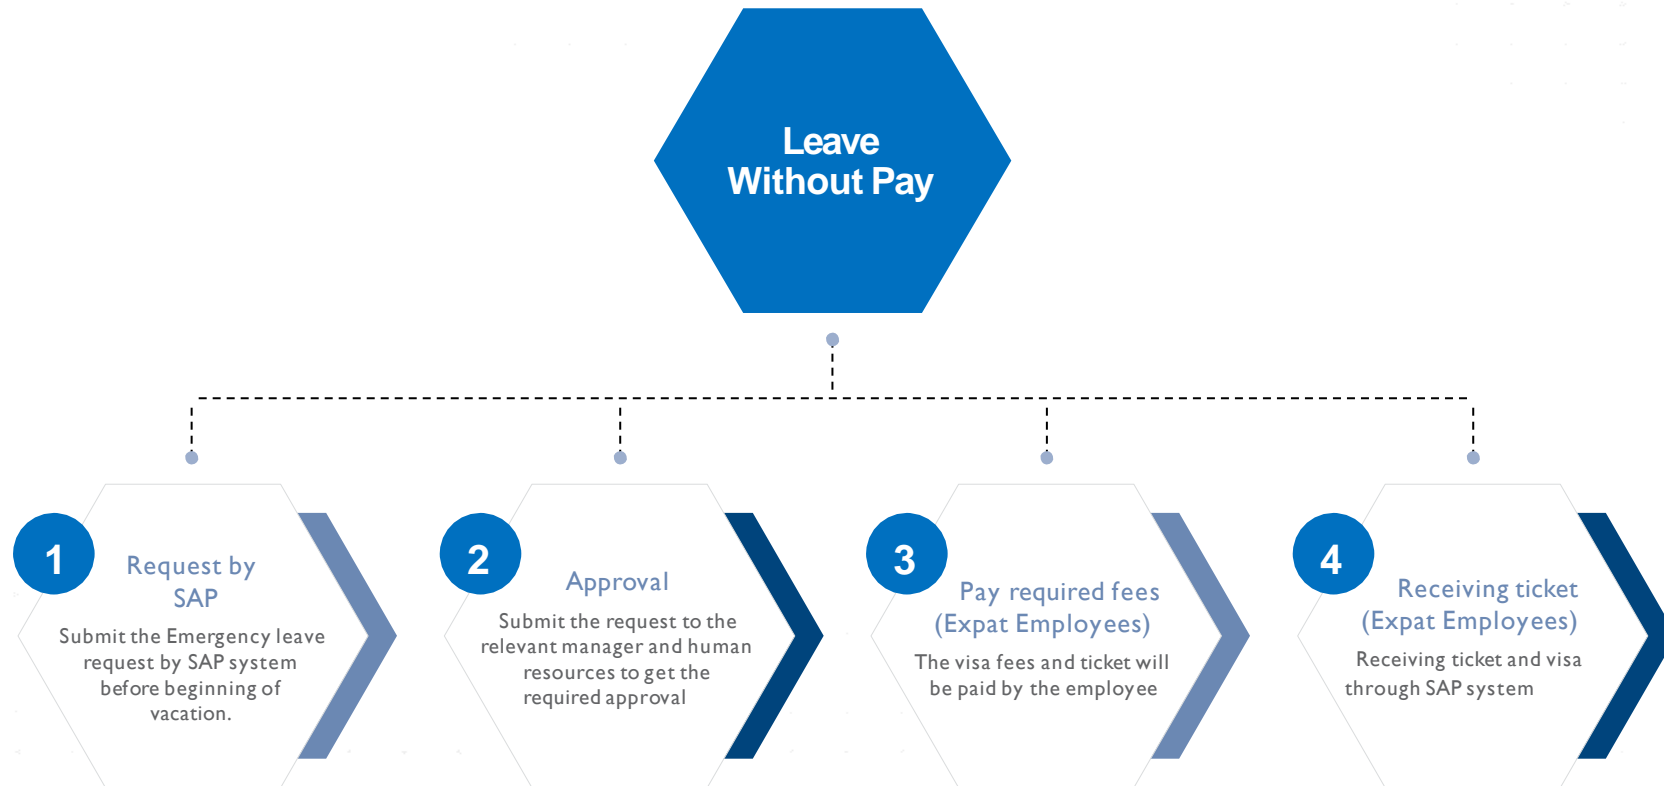 Leave
Without Pay
1
Request by
SAP
Submit the Emergency leave
request by SAP system
before beginning of
vacation.
2
Approval
Submit the request to the
relevant manager and human
resources to get the
required approval
3
Pay required fees
(Expat Employees)
The visa fees and ticket will
be paid by the employee
4
Receiving ticket
(Expat Employees)
Receiving ticket and visa
through SAP system